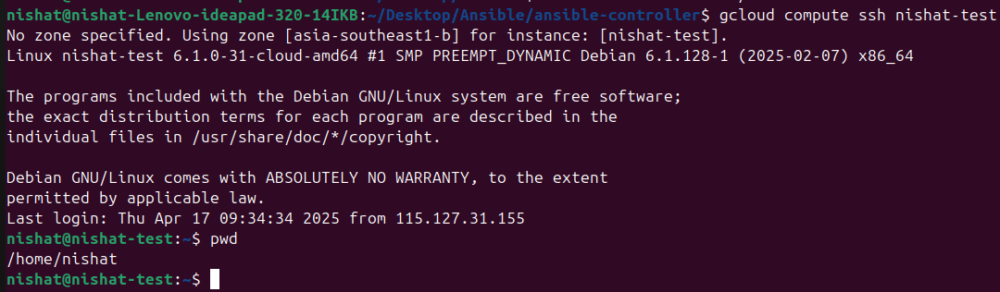 nishat@nishat-Lenovo-ideapad-320-14IKB:~/Desktop/Ansible/ansible-controller$ gcloud compute ssh nishat-test
No zone specified. Using zone [asia-southeast1-b] for instance: [nishat-test].
Linux nishat-test 6.1.0-31-cloud-amd64 #1 SMP PREEMPT_DYNAMIC Debian 6.1.128-1 (2025-02-07) x86_64
The programs included with the Debian GNU/Linux system are free software;
the exact distribution terms for each program are described in the
individual files in /usr/share/doc/*/copyright.
Debian GNU/Linux comes with ABSOLUTELY NO WARRANTY, to the extent
permitted by applicable law.
Last login: Thu Apr 17 09:34:34 2025 from 115.127.31.155
nishat@nishat-test:~$ pwd
/home/nishat
nishat@nishat-test:~$